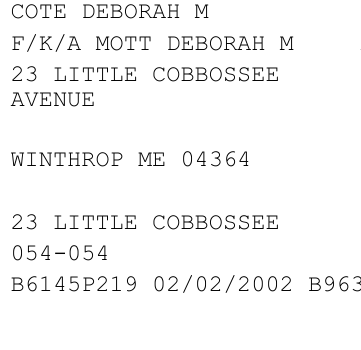 COTE DEBORAH M
F/K/A MOTT DEBORAH M
23 LITTLE COBBOSSEE
AVENUE
WINTHROP ME 04364
23 LITTLE COBBOSSEE
054-054
B6145P219 02/02/2002 B963